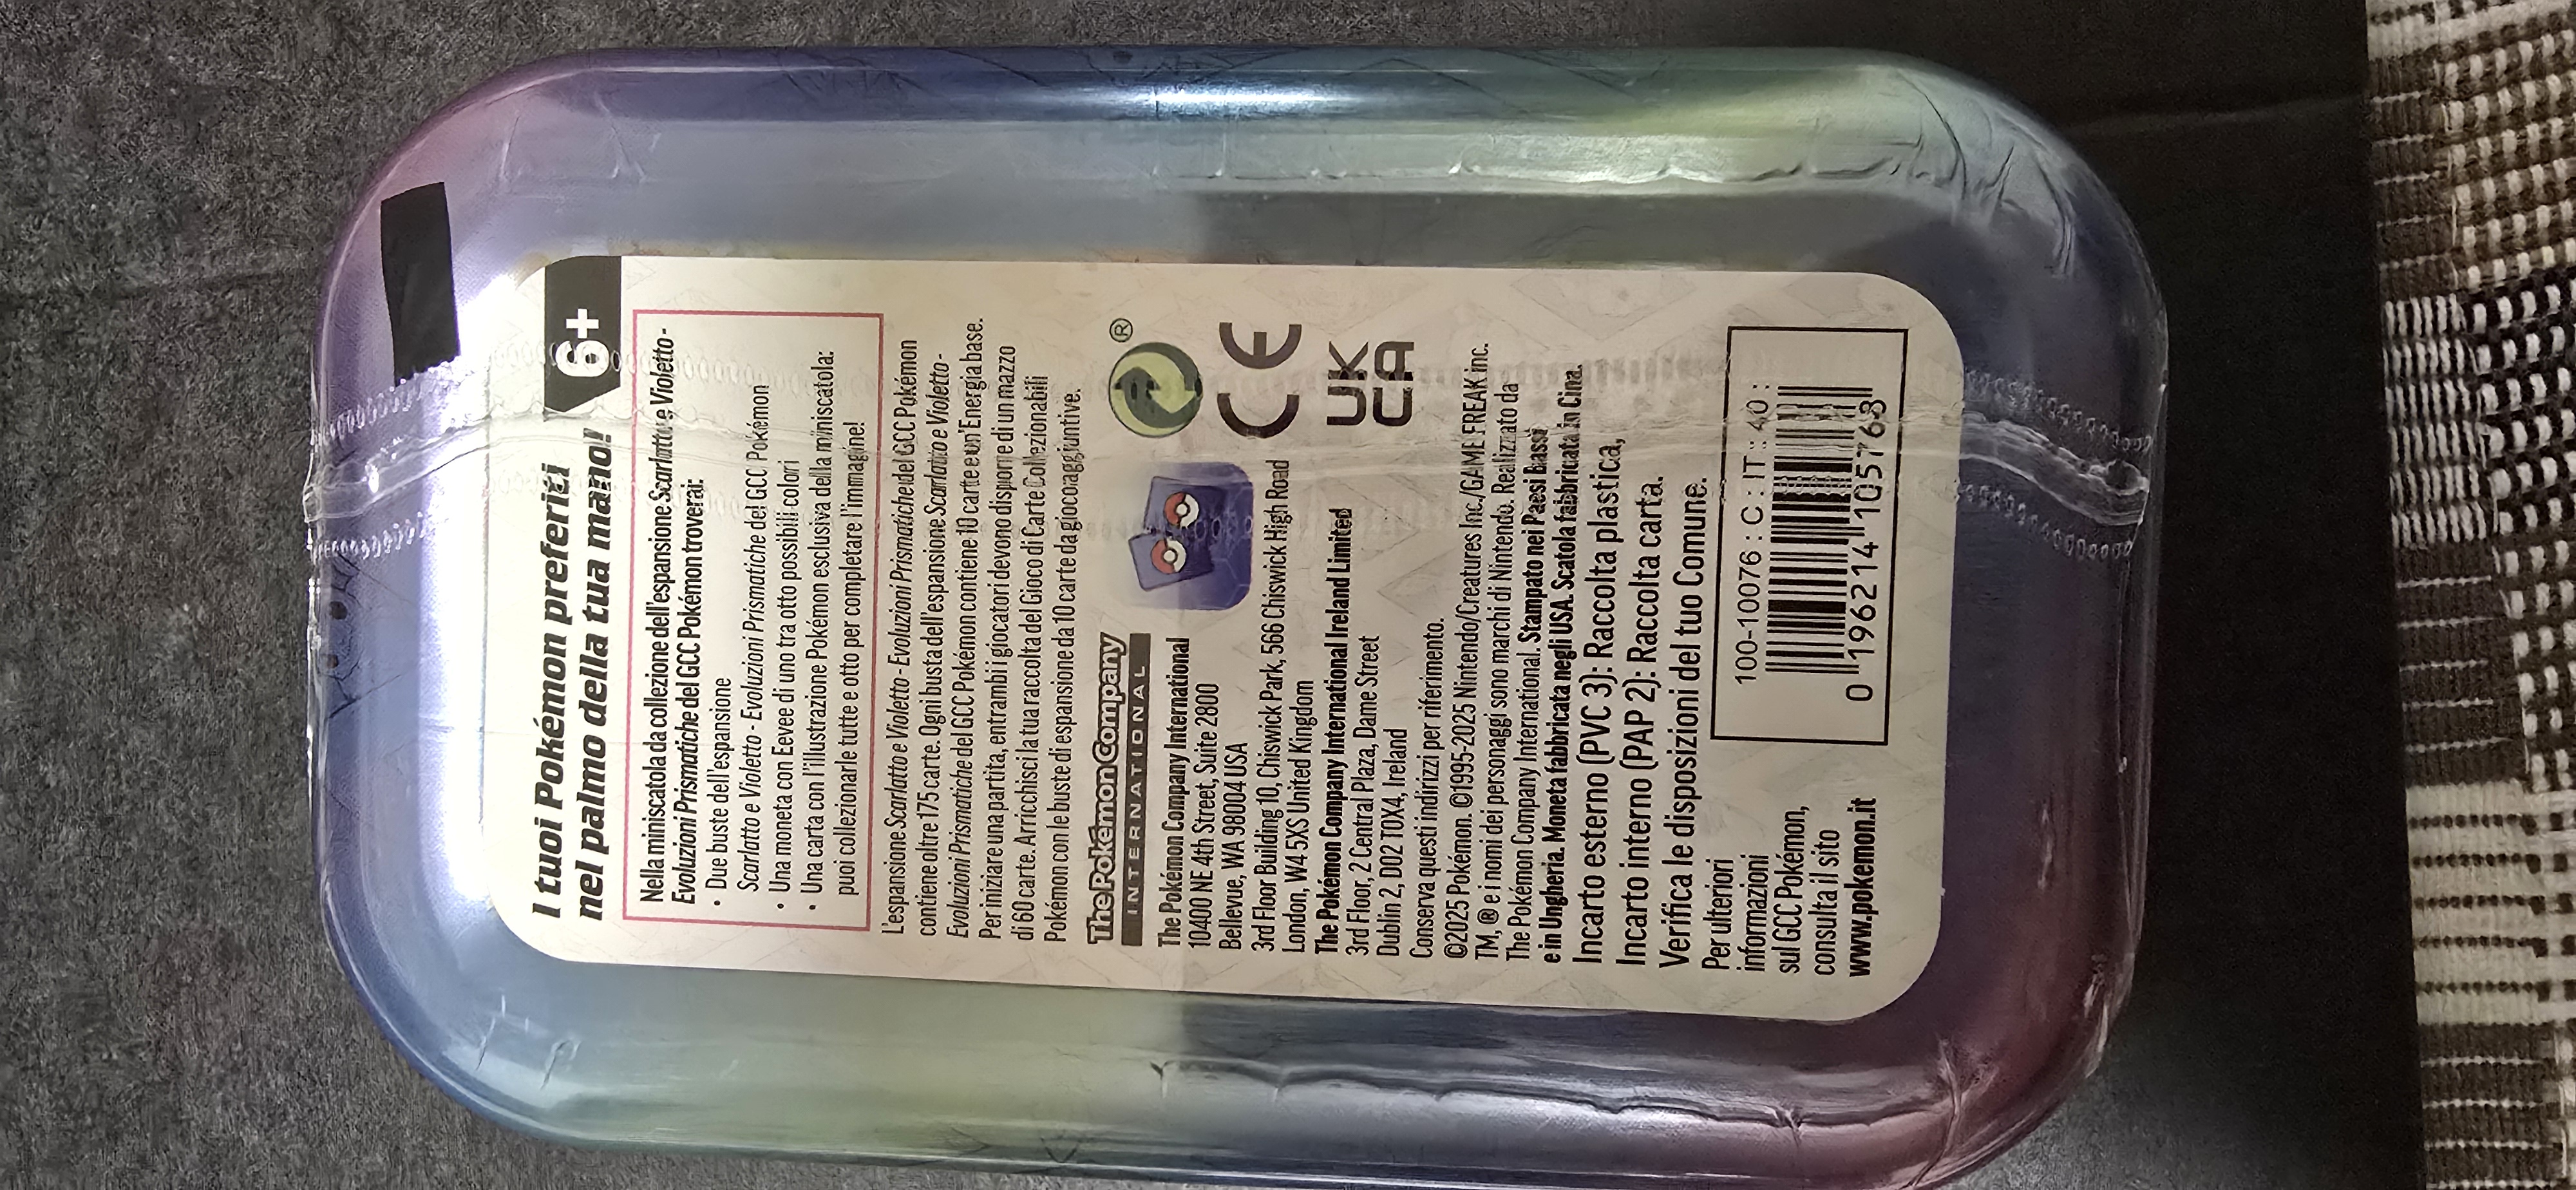 I tuoi Pokémon preferiti
nel palmo della tua mano!
6+
Nella miniscatola da collezione dell'espansione Scarlatto e Violetto -
Evoluzioni Prismatiche del GCC Pokémon troverai:
• Due buste dell'espansione
Scarlatto e Violetto - Evoluzioni Prismatiche del GCC Pokémon
• Una moneta con Eevee di uno tra otto possibili colori
• Una carta con l'illustrazione Pokémon esclusiva della miniscatola:
puoi collezionarle tutte e otto per completare l'immagine!
L'espansione Scarlatto e Violetto - Evoluzioni Prismatiche del GCC Pokémon
contiene oltre 175 carte. Ogni busta dell'espansione Scarlatto e Violetto -
Evoluzioni Prismatiche del GCC Pokémon contiene 10 carte e un'Energia base.
Per iniziare una partita, entrambi i giocatori devono disporre di un mazzo
di 60 carte. Arricchisci la tua raccolta del Gioco di Carte Collezionabili
Pokémon con le buste di espansione da 10 carte da gioco aggiuntive.
The Pokémon Company
INTERNATIONAL
®
CE
UK
CA
The Pokémon Company International
10400 NE 4th Street, Suite 2800
Bellevue, WA 98004 USA
3rd Floor Building 10, Chiswick Park, 566 Chiswick High Road
London, W4 5XS United Kingdom
The Pokémon Company International Ireland Limited
3rd Floor, 2 Central Plaza, Dame Street
Dublin 2, D02 T0X4, Ireland
Conserva questi indirizzi per riferimento.
©2025 Pokémon. ©1995-2025 Nintendo/Creatures Inc./GAME FREAK inc.
TM, ® e i nomi dei personaggi sono marchi di Nintendo. Realizzato da
The Pokémon Company International. Stampato nei Paesi Bassi
e in Ungheria. Moneta fabbricata negli USA. Scatola fabbricata in Cina.
Incarto esterno (PVC 3): Raccolta plastica,
Incarto interno (PAP 2): Raccolta carta.
Verifica le disposizioni del tuo Comune.
Per ulteriori
informazioni
sul GCC Pokémon,
consulta il sito
www.pokemon.it
100-10076 : C : IT :: 40 :
0 196214 105768